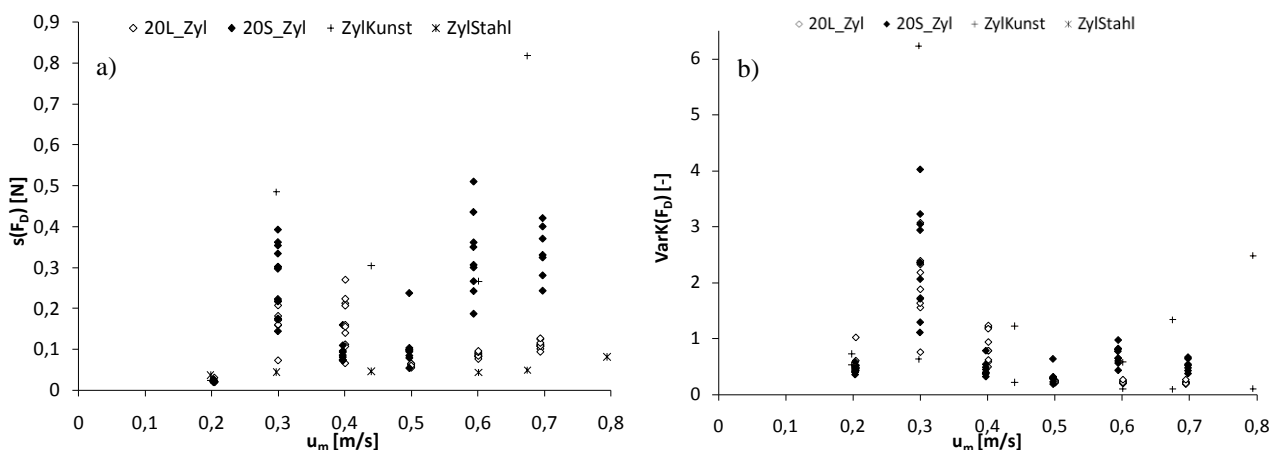 20L_Zyl 20S_Zyl ZylKunst ZylStahl
a)
0,9
0,8
0,7
0,6
0,5
0,4
0,3
0,2
0,1
0
s(F_D) [N]
0 0,1 0,2 0,3 0,4 0,5 0,6 0,7 0,8
u_m [m/s]
20L_Zyl 20S_Zyl ZylKunst ZylStahl
b)
6
5
4
3
2
1
0
VarK(F_D) [-]
0 0,1 0,2 0,3 0,4 0,5 0,6 0,7 0,8
u_m [m/s]